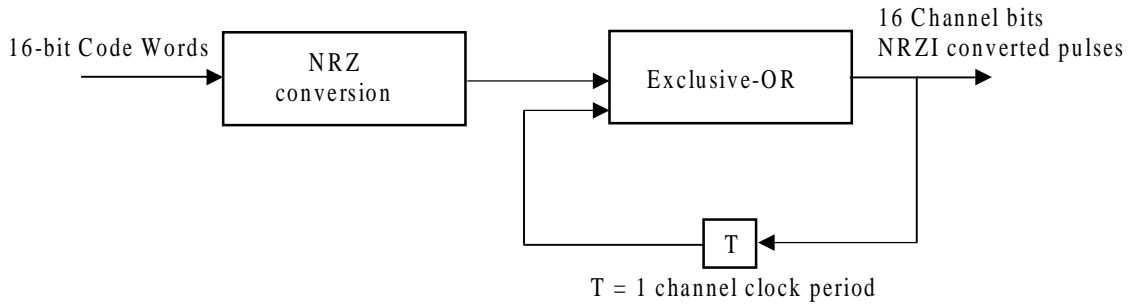 16 Channel bits
NRZI converted pulses
16-bit Code Words
NRZ
conversion
Exclusive-OR
T
T = 1 channel clock period